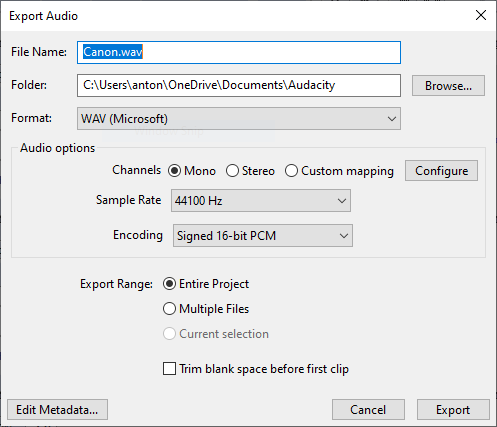 Export Audio
File Name: Canon.wav
Folder: C:\Users\anton\OneDrive\Documents\Audacity Browse...
Format: WAV (Microsoft)
Audio options
Channels Mono Stereo Custom mapping Configure
Sample Rate 44100 Hz
Encoding Signed 16-bit PCM
Export Range: Entire Project
Multiple Files
Current selection
Trim blank space before first clip
Edit Metadata... Cancel Export